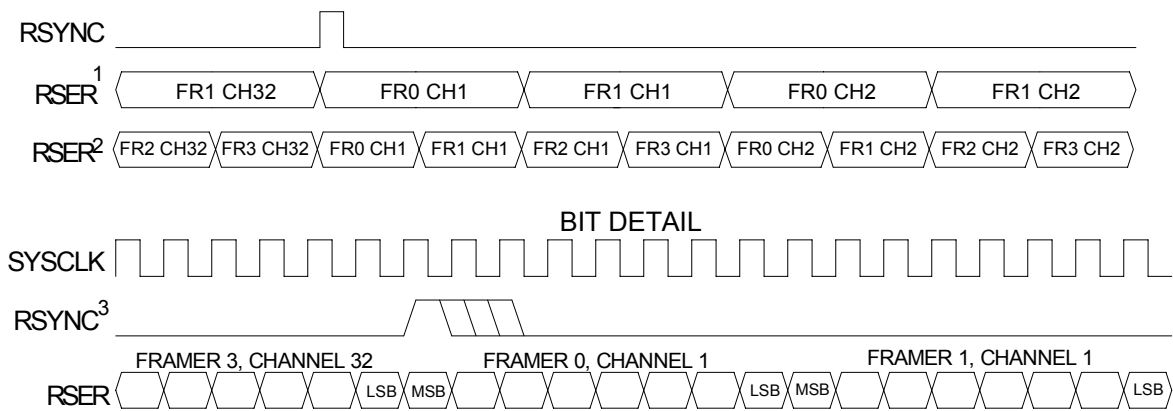 RSYNC
RSER1 FR1 CH32 FR0 CH1 FR1 CH1 FR0 CH2 FR1 CH2
RSER2 FR2 CH32 FR3 CH32 FR0 CH1 FR1 CH1 FR2 CH1 FR3 CH1 FR0 CH2 FR1 CH2 FR2 CH2 FR3 CH2
BIT DETAIL
SYSCLK
RSYNC3
FRAMER 3, CHANNEL 32 FRAMER 0, CHANNEL 1 FRAMER 1, CHANNEL 1
RSER LSB MSB LSB MSB LSB